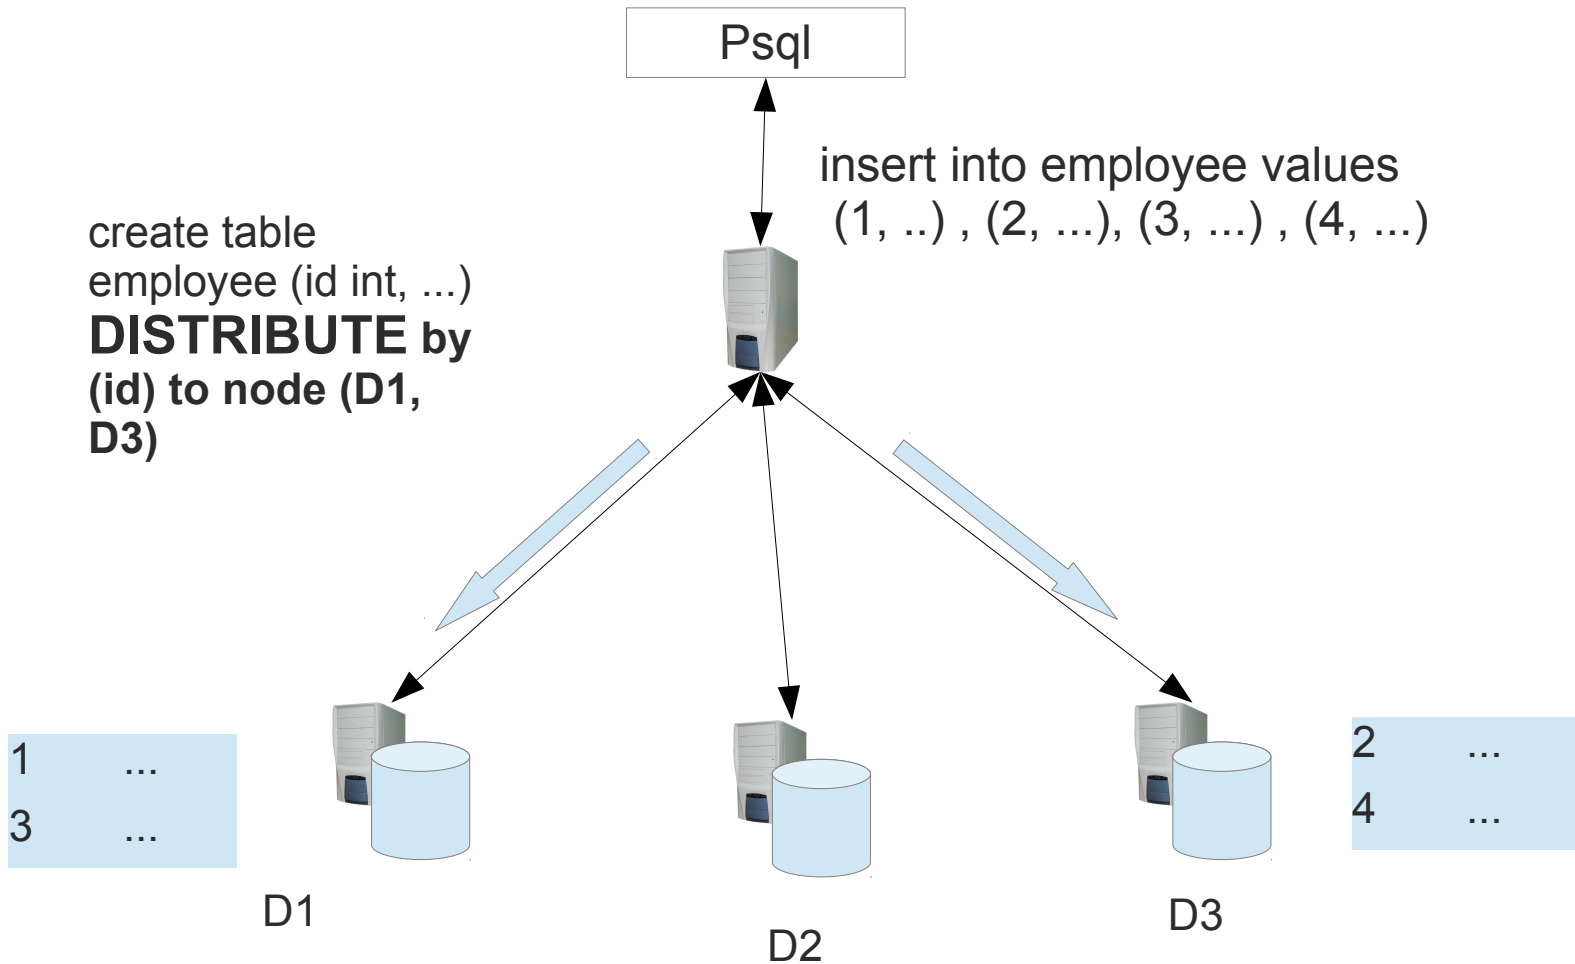 Psql
insert into employee values
(1, ..) , (2, ...), (3, ...) , (4, ...)
create table
employee (id int, ...)
DISTRIBUTE by
(id) to node (D1,
D3)
1 ...
3 ...
2 ...
4 ...
D1
D2
D3